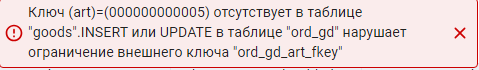 Ключ (art)=(000000000005) отсутствует в таблице
"goods".INSERT или UPDATE в таблице "ord_gd" нарушает
ограничение внешнего ключа "ord_gd_art_fkey"